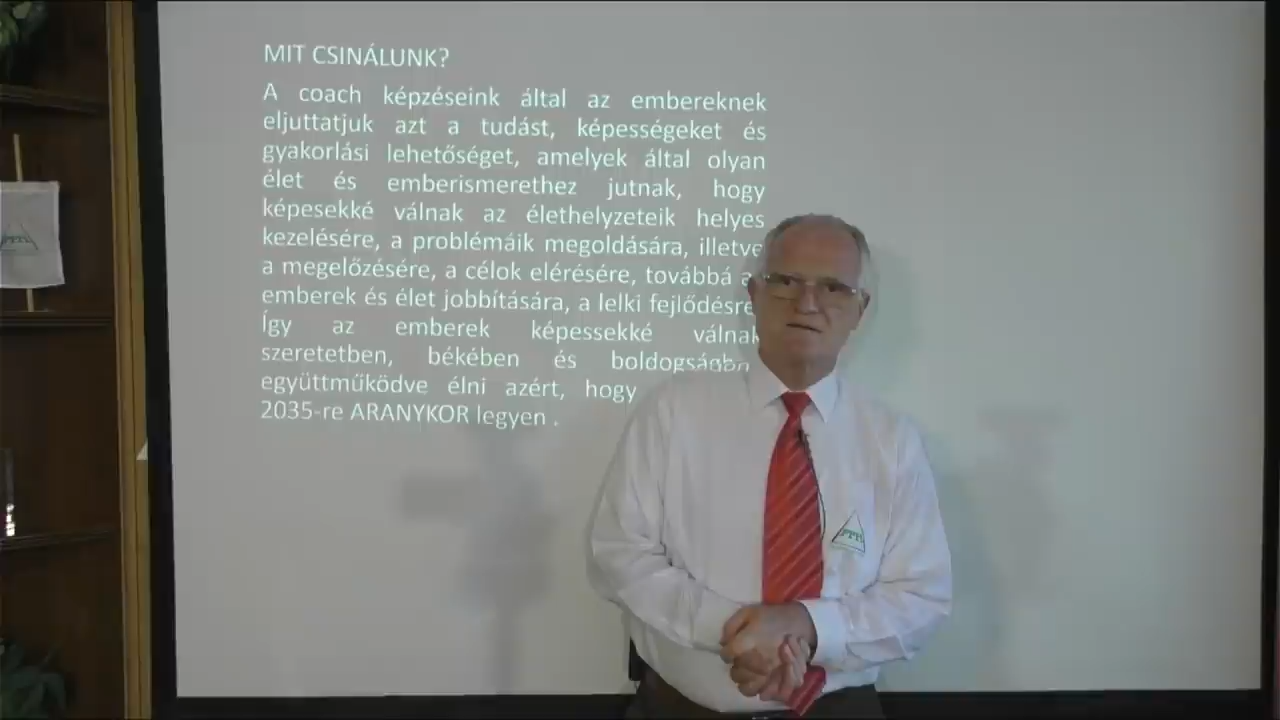 MIT CSINÁLUNK?
A coach képzéseink által az embereknek
eljuttatjuk azt a tudást, képességeket és
gyakorlási lehetőséget, amelyek által olyan
élet és emberismerethez jutnak, hogy
képesekké válnak az élethelyzeteik helyes
kezelésére, a problémáik megoldására, illetve
a megelőzésére, a célok elérésére, továbbá
emberek és élet jobbítására, a lelki fejlődésre
Így az emberek képessekké válnak
szeretetben, békében és
együttműködve élni azért, hogy
2035-re ARANYKOR legyen .